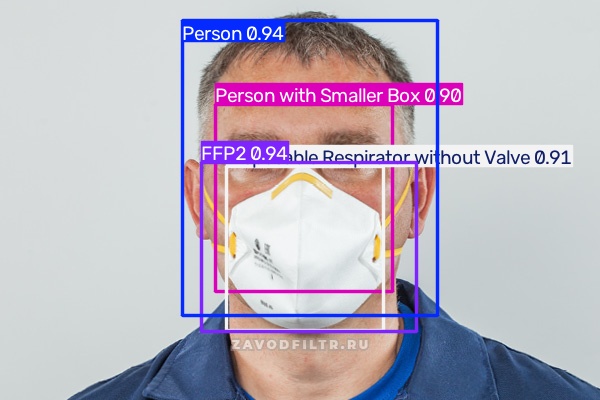 Person 0.94
Person with Smaller Box 0.90
FFP2 0.94
able Respirator without Valve 0.91
ZAVODFILTR.RU